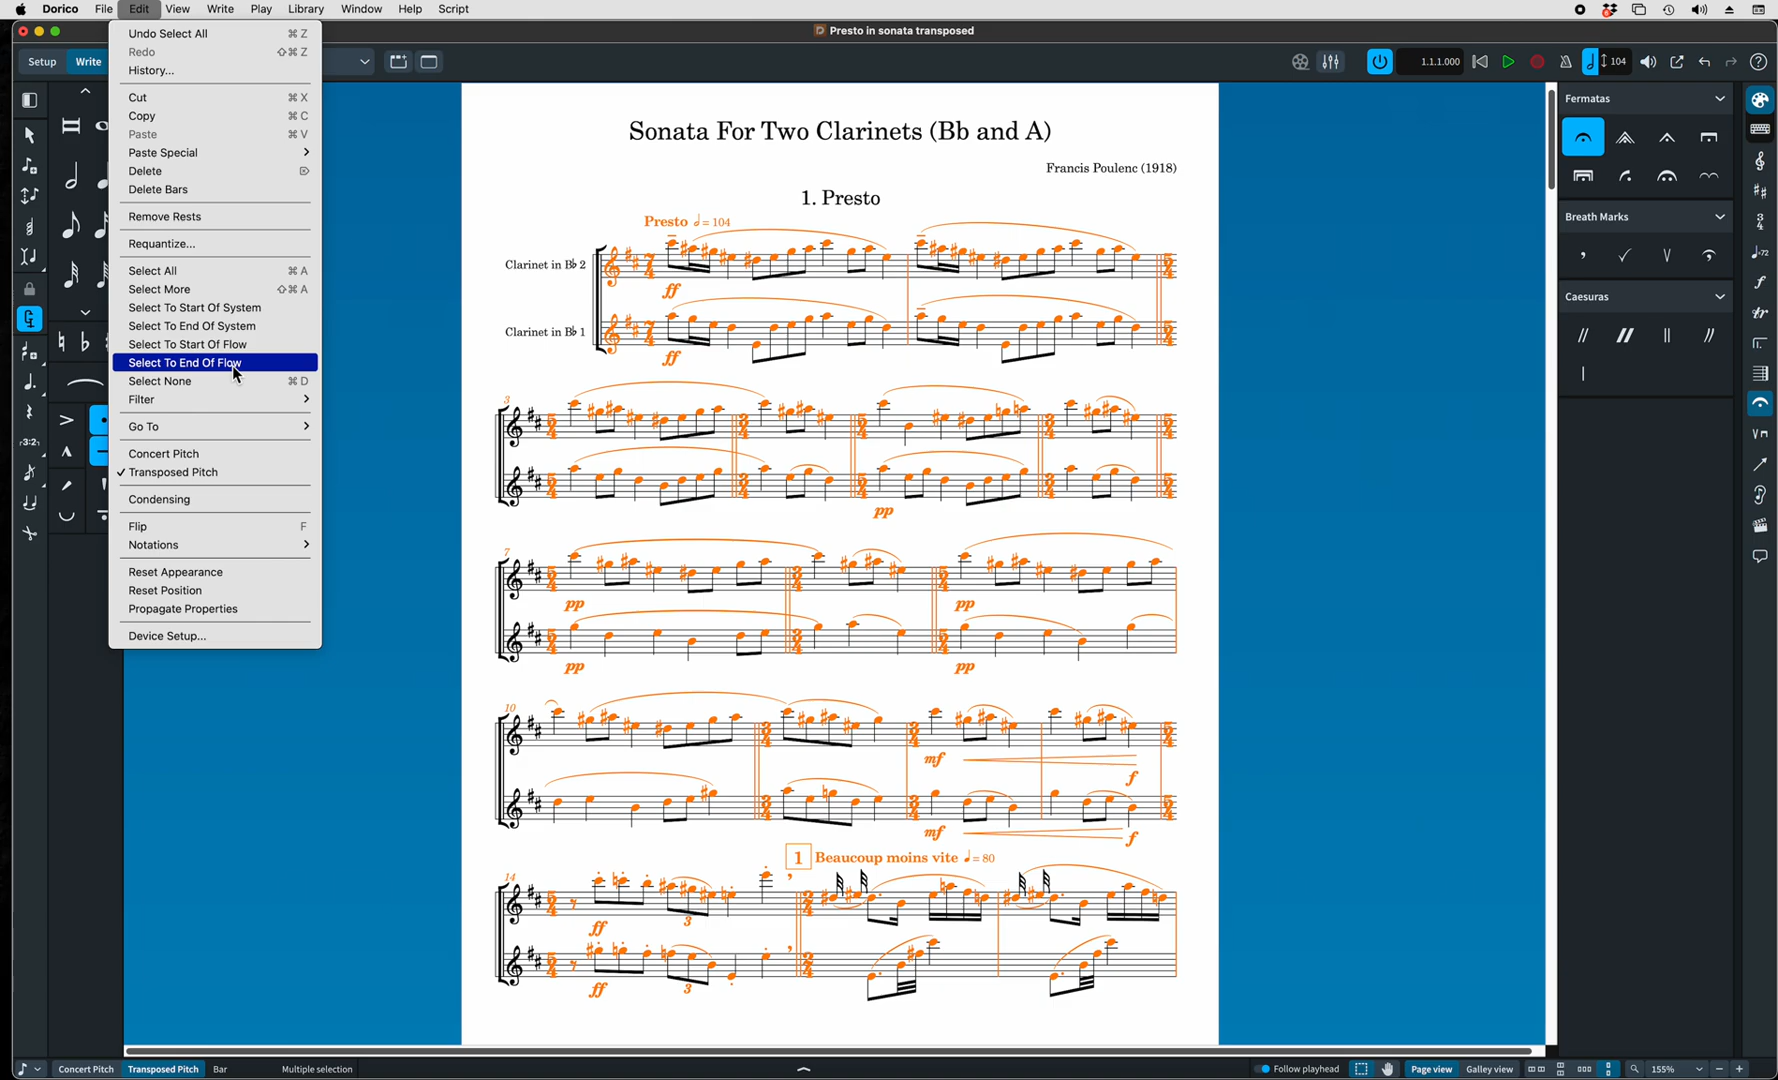 Dorico File Edit View Write Play Library Window Help Script
Presto in sonata transposed
Setup Write
1.1.1.000
104
Undo Select All ⌘ Z
Redo ⇧⌘ Z
History...
Cut ⌘ X
Copy ⌘ C
Paste ⌘ V
Paste Special
Delete
Delete Bars
Remove Rests
Requantize...
Select All ⌘ A
Select More ⇧⌘ A
Select To Start Of System
Select To End Of System
Select To Start Of Flow
Select To End Of Flow
Select None ⌘ D
Filter
Go To
Concert Pitch
✓ Transposed Pitch
Condensing
Flip F
Notations
Reset Appearance
Reset Position
Propagate Properties
Device Setup...
Sonata For Two Clarinets (Bb and A)
Francis Poulenc (1918)
1. Presto
Presto ♩= 104
Clarinet in B♭ 2
ff
Clarinet in B♭ 1
ff
3
pp
7
pp pp
pp pp
10
mf f
mf f
1 Beaucoup moins vite ♩= 80
14
ff 3
ff 3
Fermatas
Breath Marks
Caesuras
Concert Pitch Transposed Pitch Bar Multiple selection
Follow playhead Page view Galley view 155%